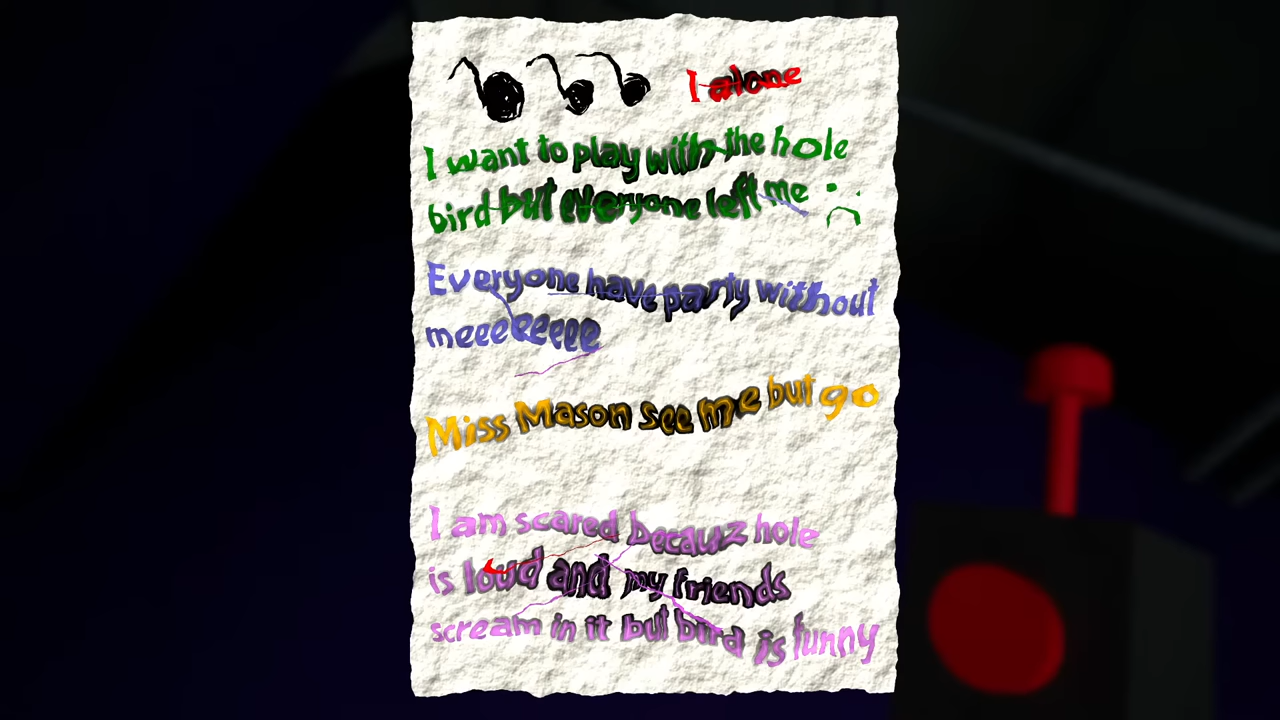 I alone
I want to play with the hole
bird but everyone left me :(
Everyone have party without
meeeeeeee
Miss Mason see me but go
I am scared becauz hole
is loud and my friends
scream in it but bird is funny